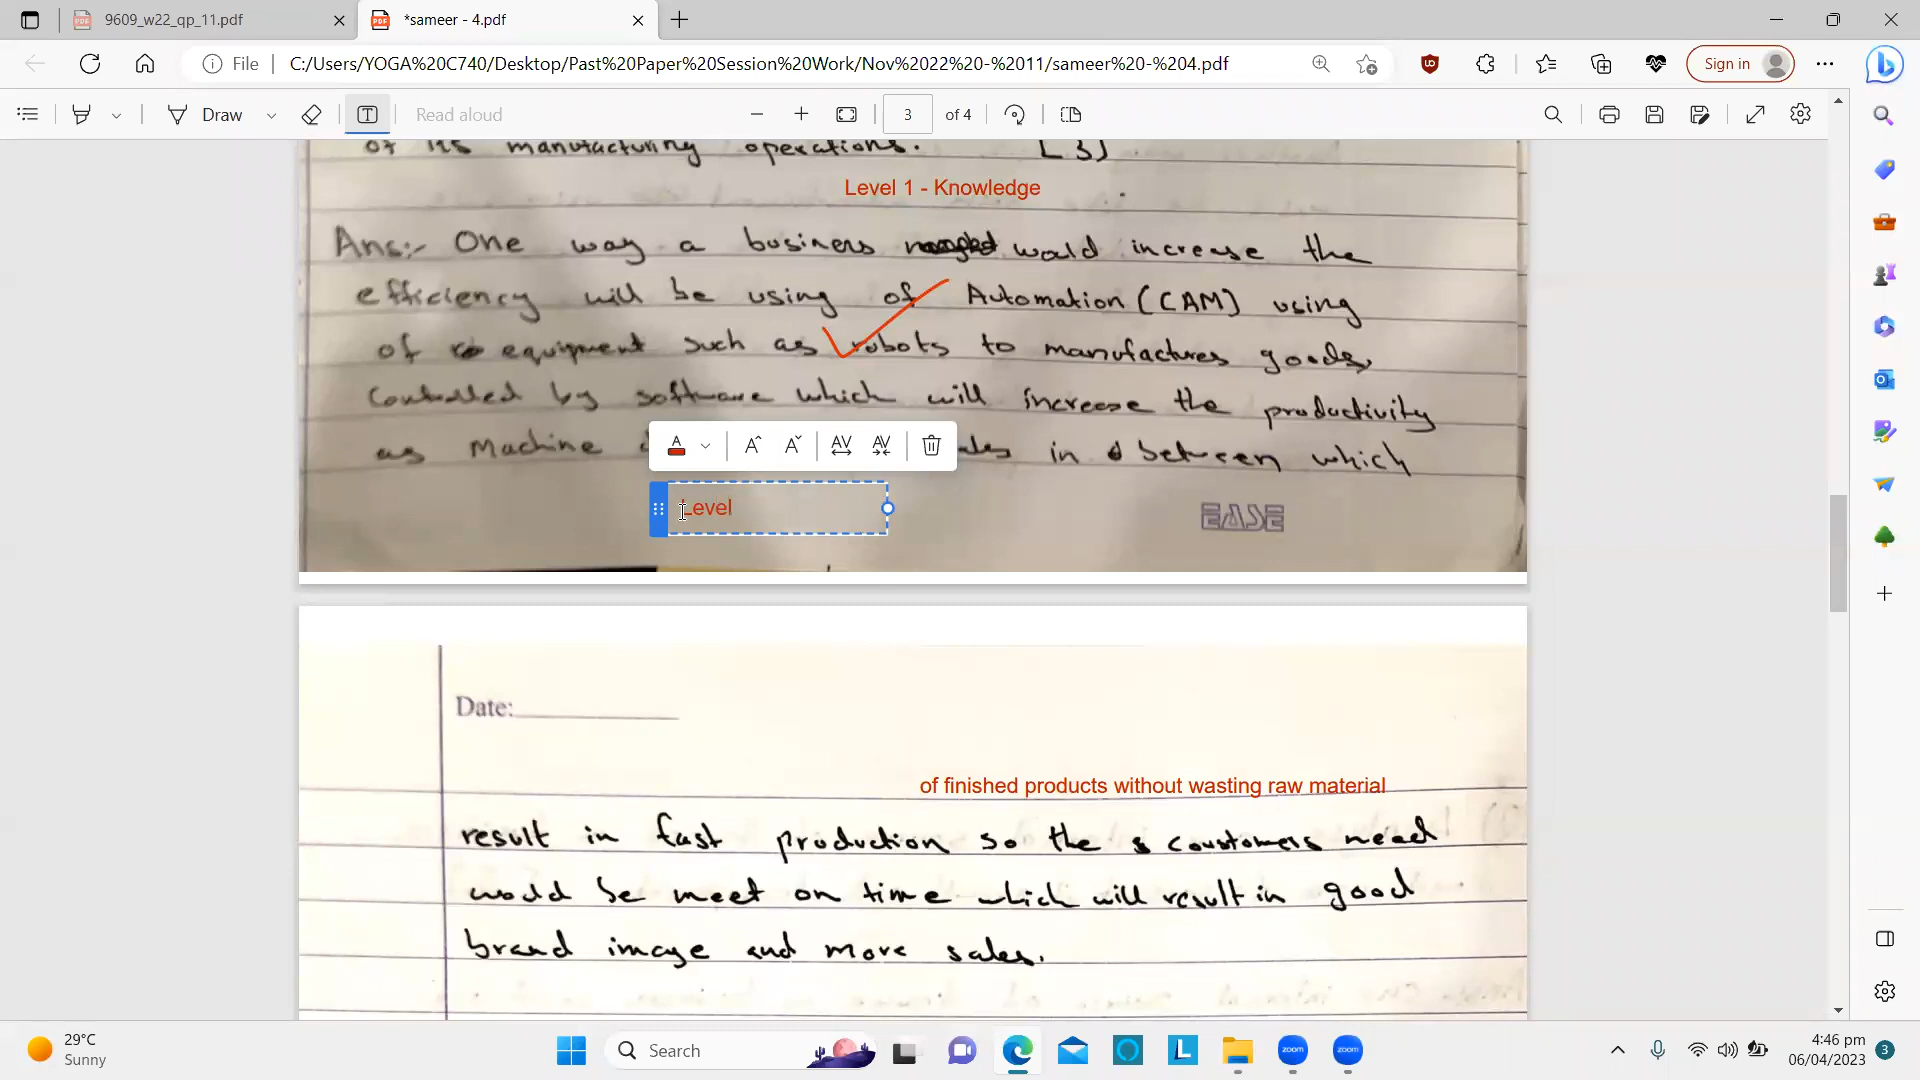 9609_w22_qp_11.pdf
*sameer - 4.pdf
File
C:/Users/YOGA%20C740/Desktop/Past%20Paper%20Session%20Work/Nov%2022%20-%2011/sameer%20-%204.pdf
Sign in
Draw
Read aloud
3 of 4
of its manufacturing operations. [3]
Level 1 - Knowledge
Ans:- One way a business would increase the
efficiency will be using of Automation (CAM) using
of equipment such as robots to manufactures goods,
Controlled by software which will increase the productivity
as Machine in between which
Level
EASE
Date:
of finished products without wasting raw material
result in fast production so the coustomers need
would be meet on time which will result in good
brand image and more sales.
29°C
Sunny
Search
zoom
zoom
4:46 pm
06/04/2023
3